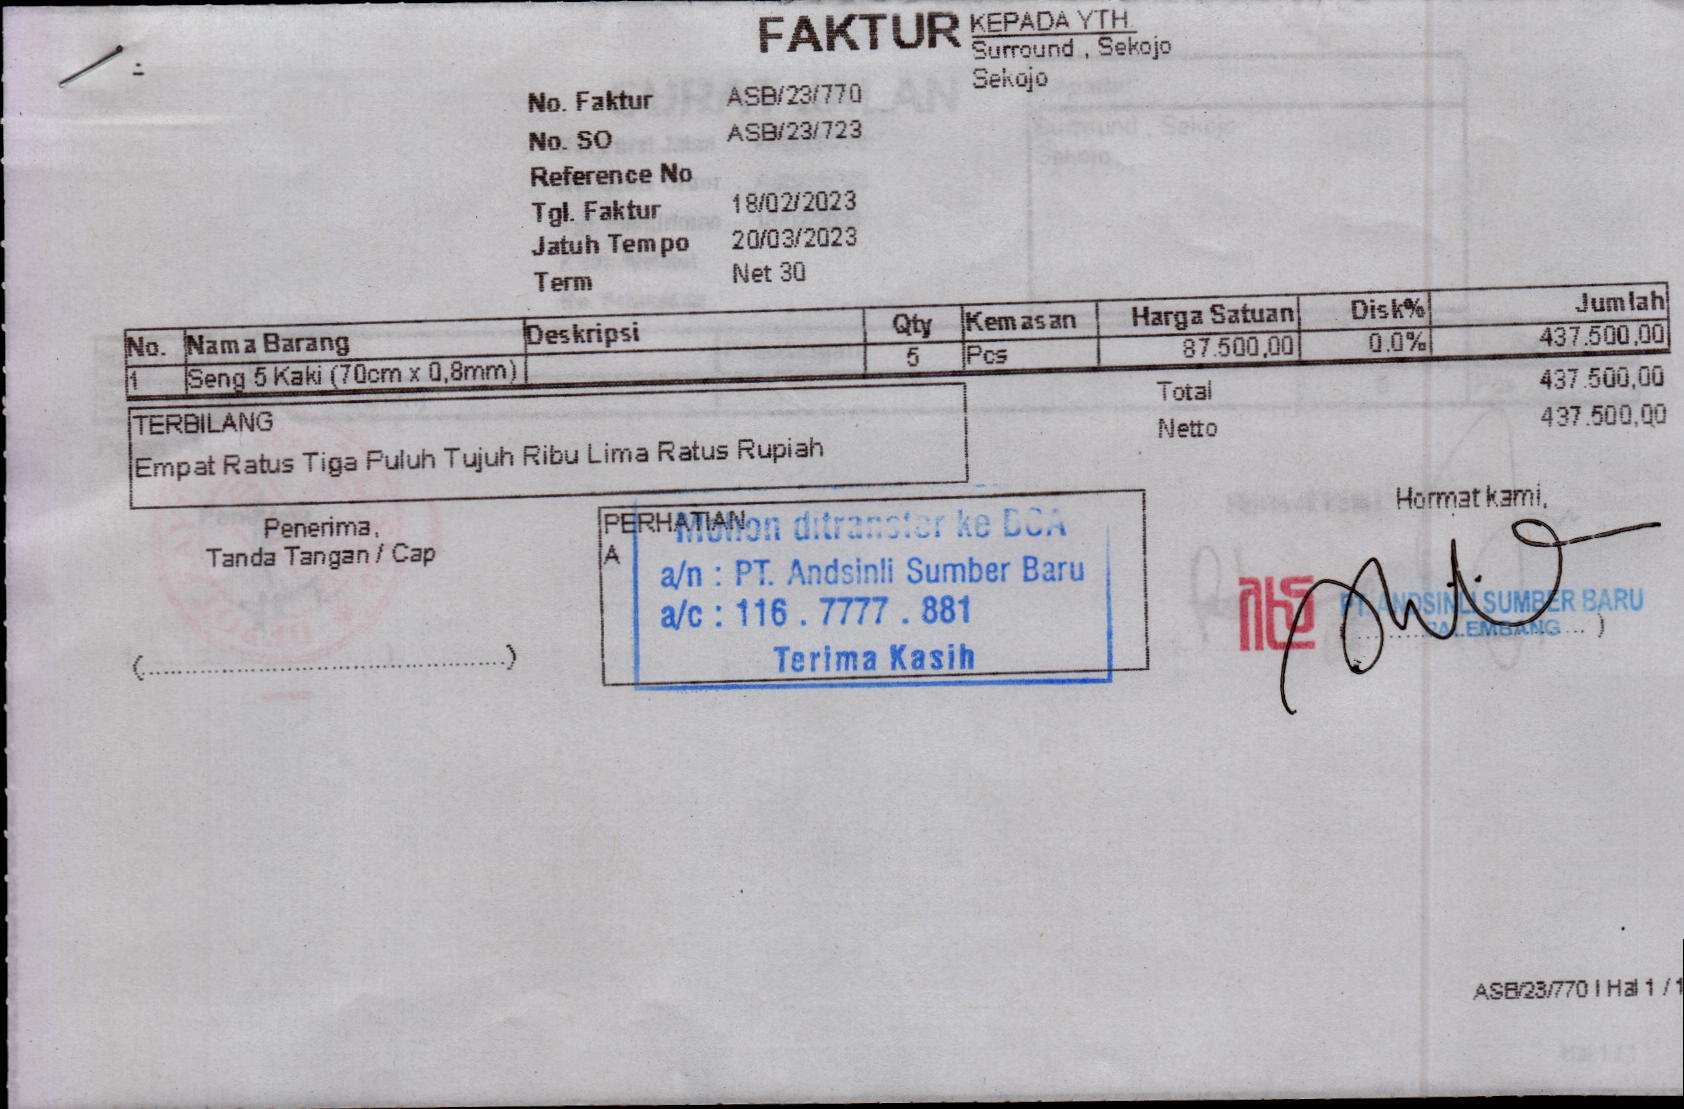 FAKTUR
KEPADA YTH.
Surround , Sekojo
Sekojo
No. Faktur ASB/23/770
No. SO ASB/23/723
Reference No
Tgl. Faktur 18/02/2023
Jatuh Tempo 20/03/2023
Term Net 30
No. Nama Barang Deskripsi Qty Kemasan Harga Satuan Disk% Jumlah
1 Seng 5 Kaki (70cm x 0,8mm) 5 Pcs 87.500,00 0.0% 437.500,00
Total 437.500,00
Netto 437.500,00
TERBILANG
Empat Ratus Tiga Puluh Tujuh Ribu Lima Ratus Rupiah
Penerima,
Tanda Tangan / Cap
(........................................)
PERHATIAN
A
Mohon ditransfer ke BCA
a/n : PT. Andsinli Sumber Baru
a/c : 116 . 7777 . 881
Terima Kasih
Hormat kami,
PT. ANDSINLI SUMBER BARU
PALEMBANG
ASB/23/770 | Hal 1 / 1